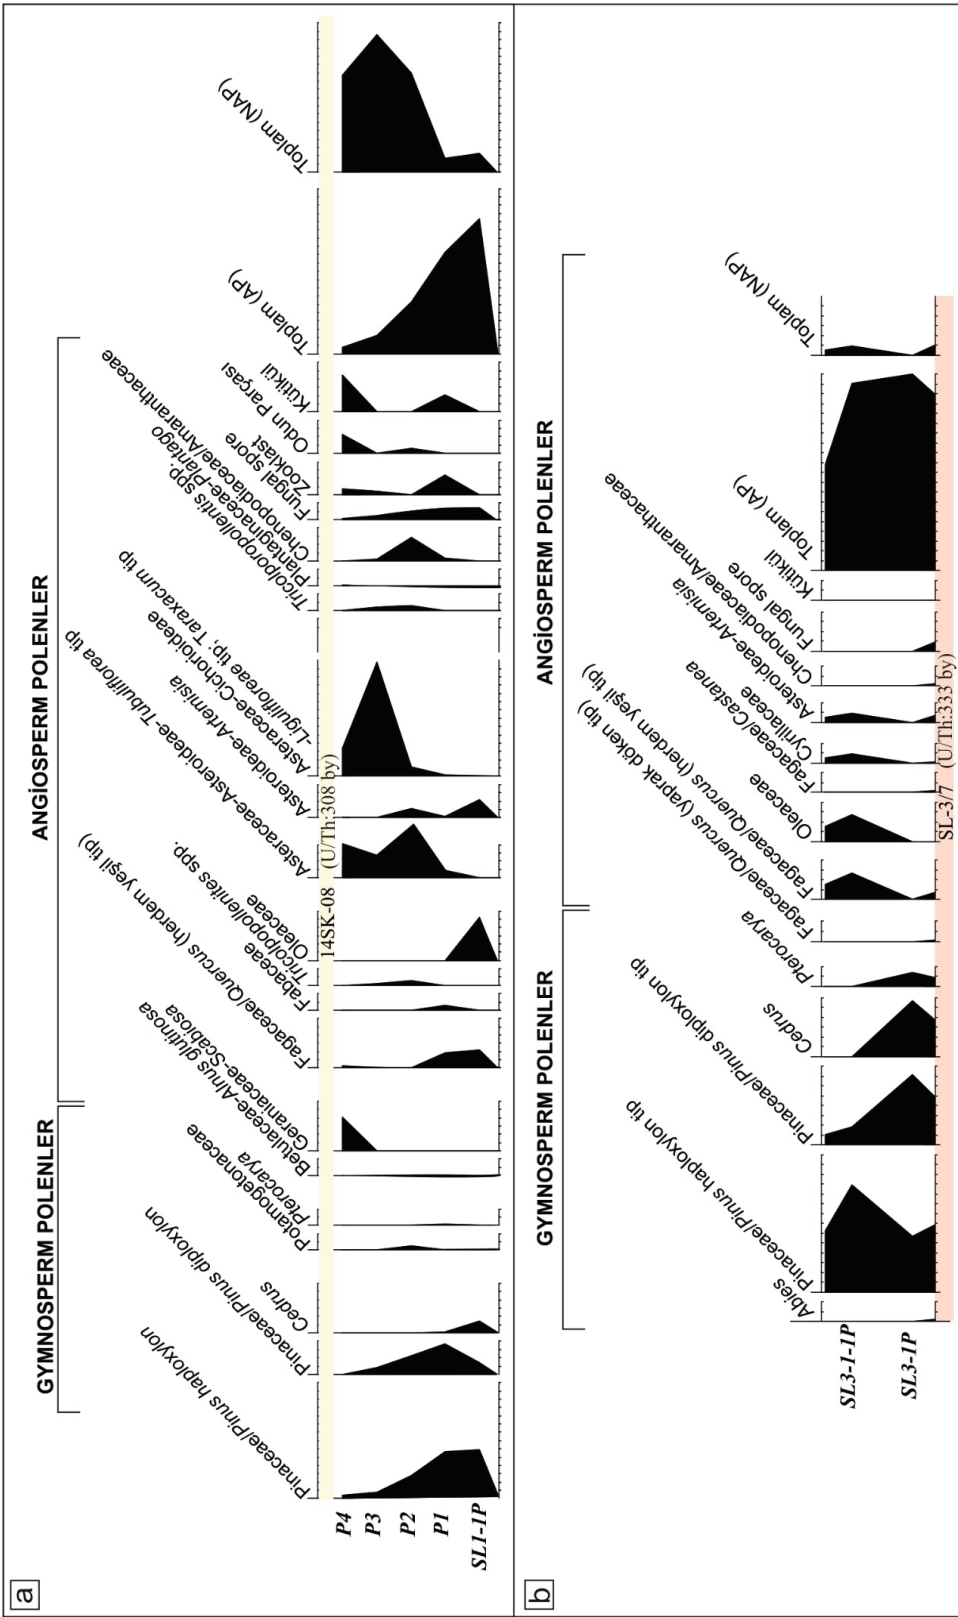 a
GYMNOSPERM POLENLER
ANGİOSPERM POLENLER
Pinaceae/Pinus haploxylon
Pinaceae/Pinus diploxylon
Cedrus
Potamogetonaceae
Pterocarya
Betulaceae-Alnus glutinosa
Geraniaceae-Scabiosa
Fagaceae/Quercus (herdem yeşil tip)
Fabaceae
Tricolpopollenites spp.
Oleaceae
Asteraceae-Asteroideae-Tubuliflorea tip
Asteroideae-Artemisia
Asteraceae-Cichorioideae
-Ligulifloreae tip, Taraxacum tip
Tricolporopollentis spp.
Plantaginaceae-Plantago
Chenopodiaceae/Amaranthaceae
Fungal spore
Zooklast
Odun Parçası
Kütikül
Toplam (AP)
Toplam (NAP)
14SK-08 (U/Th:308 by)
P4
P3
P2
P1
SL1-1P
b
GYMNOSPERM POLENLER
ANGİOSPERM POLENLER
Abies
Pinaceae/Pinus haploxylon tip
Pinaceae/Pinus diploxylon tip
Cedrus
Pterocarya
Fagaceae/Quercus (yaprak döken tip)
Fagaceae/Quercus (herdem yeşil tip)
Oleaceae
Fagaceae/Castanea
Cyrillaceae
Asteroideae-Artemisia
Chenopodiaceae/Amaranthaceae
Fungal spore
Kütikül
Toplam (AP)
Toplam (NAP)
SL3-1-1P
SL3-1P
SL-3/7 (U/Th:333 by)